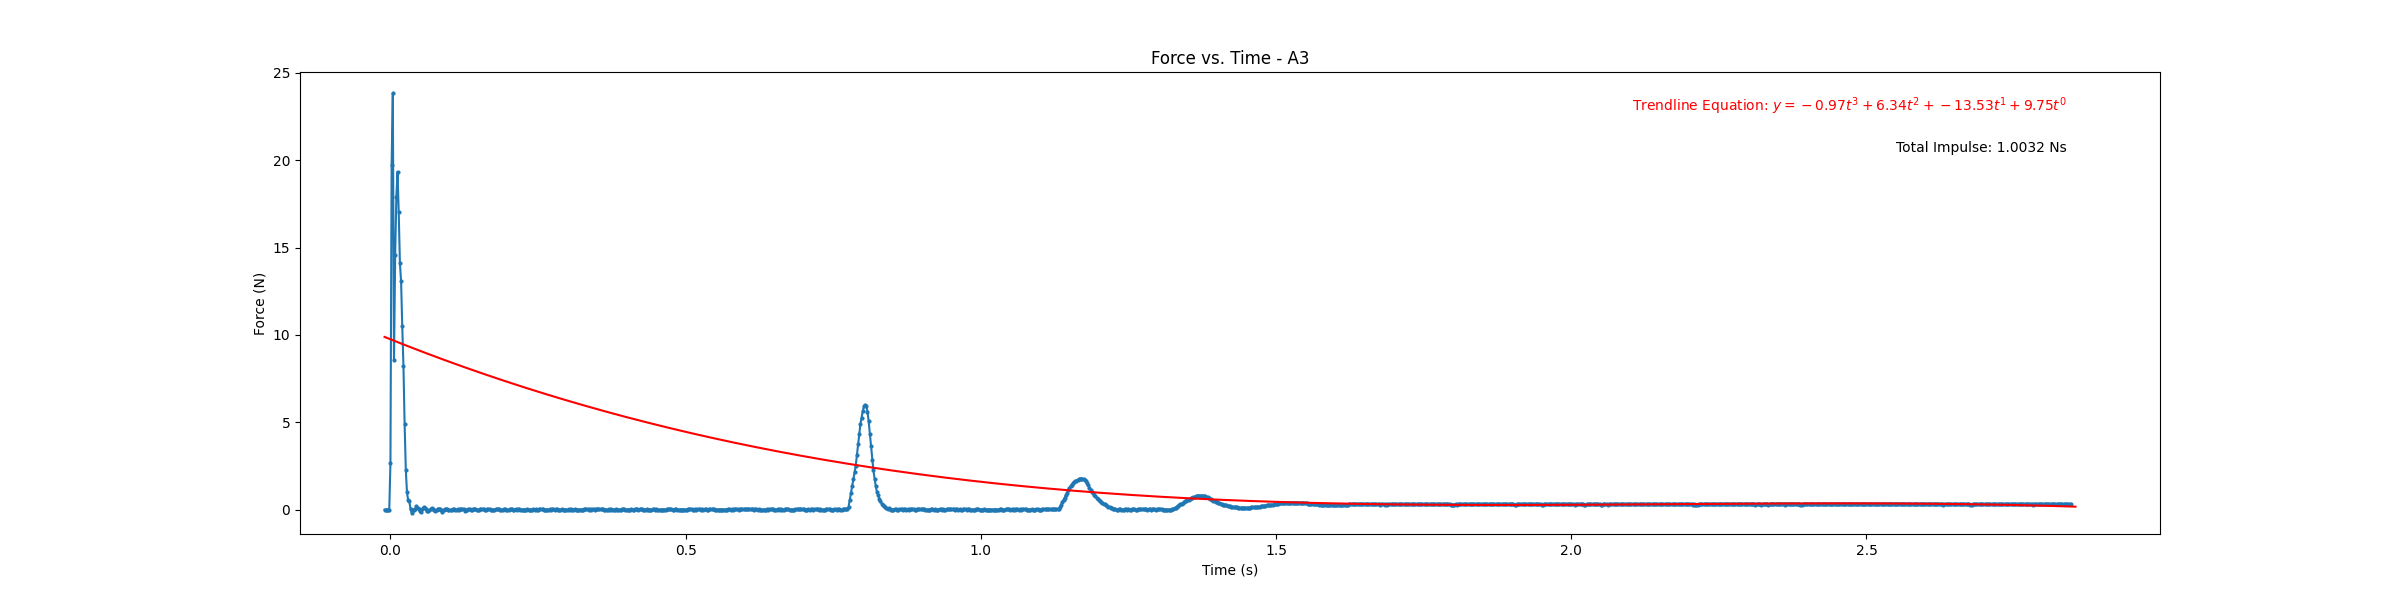 Force vs. Time - A3
25
20
15
10
5
0
Force (N)
Trendline Equation: y = −0.97t³ + 6.34t² + −13.53t¹ + 9.75t⁰
Total Impulse: 1.0032 Ns
0.0 0.5 1.0 1.5 2.0 2.5
Time (s)